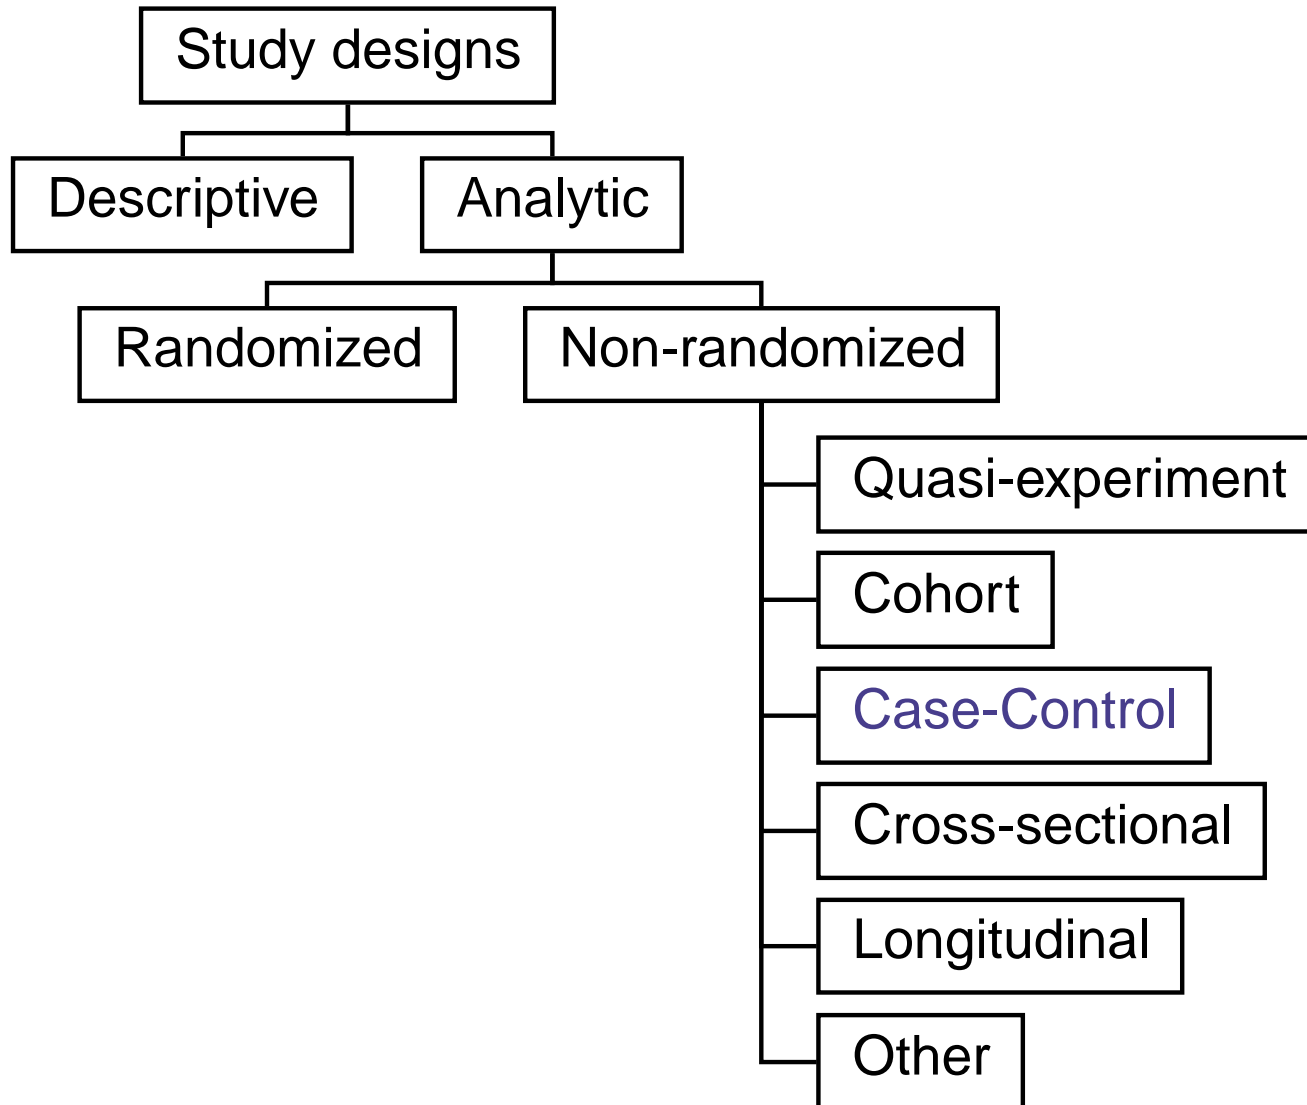 Study designs
Descriptive
Analytic
Randomized
Non-randomized
Quasi-experiment
Cohort
Case-Control
Cross-sectional
Longitudinal
Other